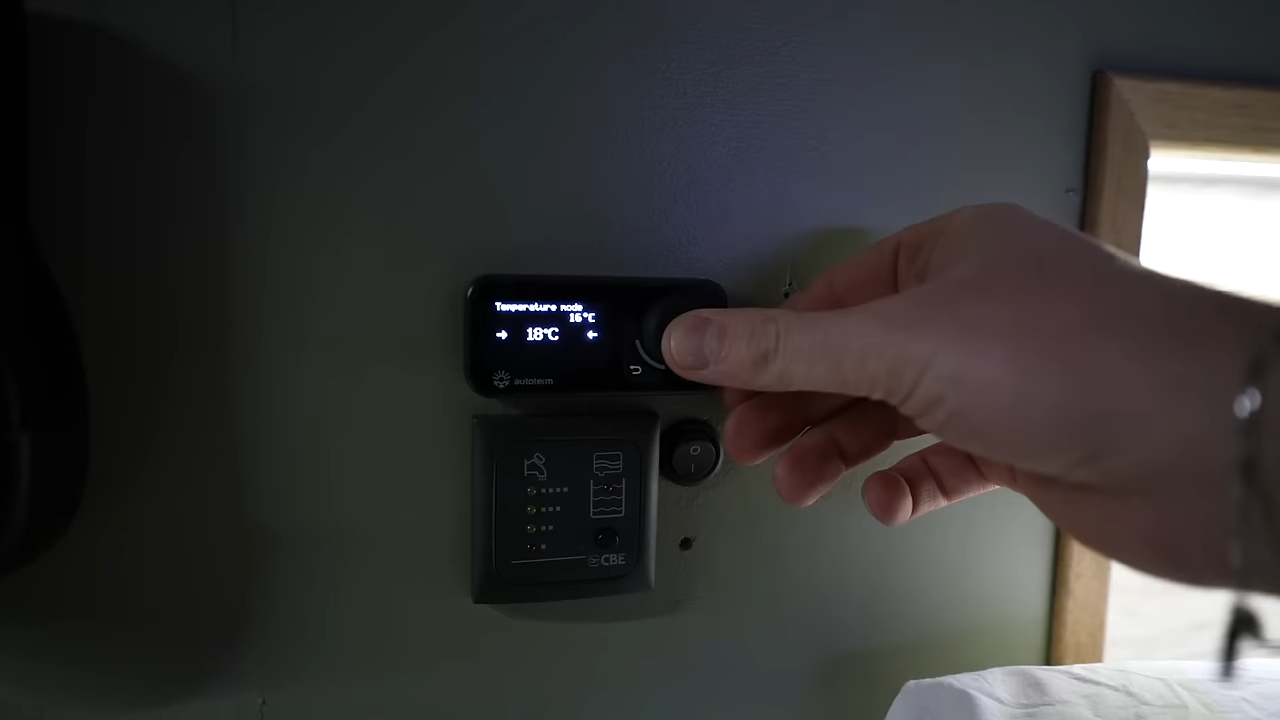 Temperature mode
16°C
→ 18°C ←
autoterm
O
I
CBE